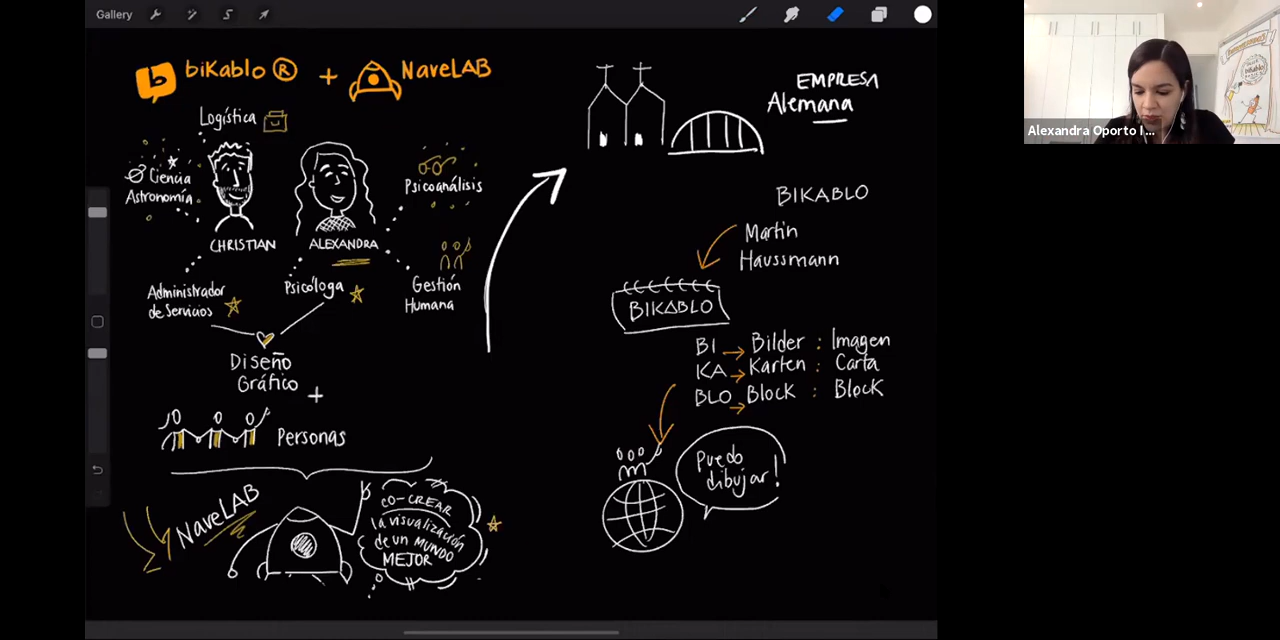 Gallery
b biKablo ® + NaveLAB
Logística
Ciencia
Astronomía
Psicoanálisis
CHRISTIAN
ALEXANDRA
Administrador
de Servicios
Psicóloga
Gestión
Humana
Diseño
Gráfico
+
Personas
NaveLAB
CO-CREAR
la visualización
de un MUNDO
MEJOR
EMPRESA
Alemana
BIKABLO
Martin
Haussmann
BIKABLO
BI → Bilder : Imagen
KA → Karten : Carta
BLO → Block : Block
Puedo
dibujar!
Alexandra Oporto I...